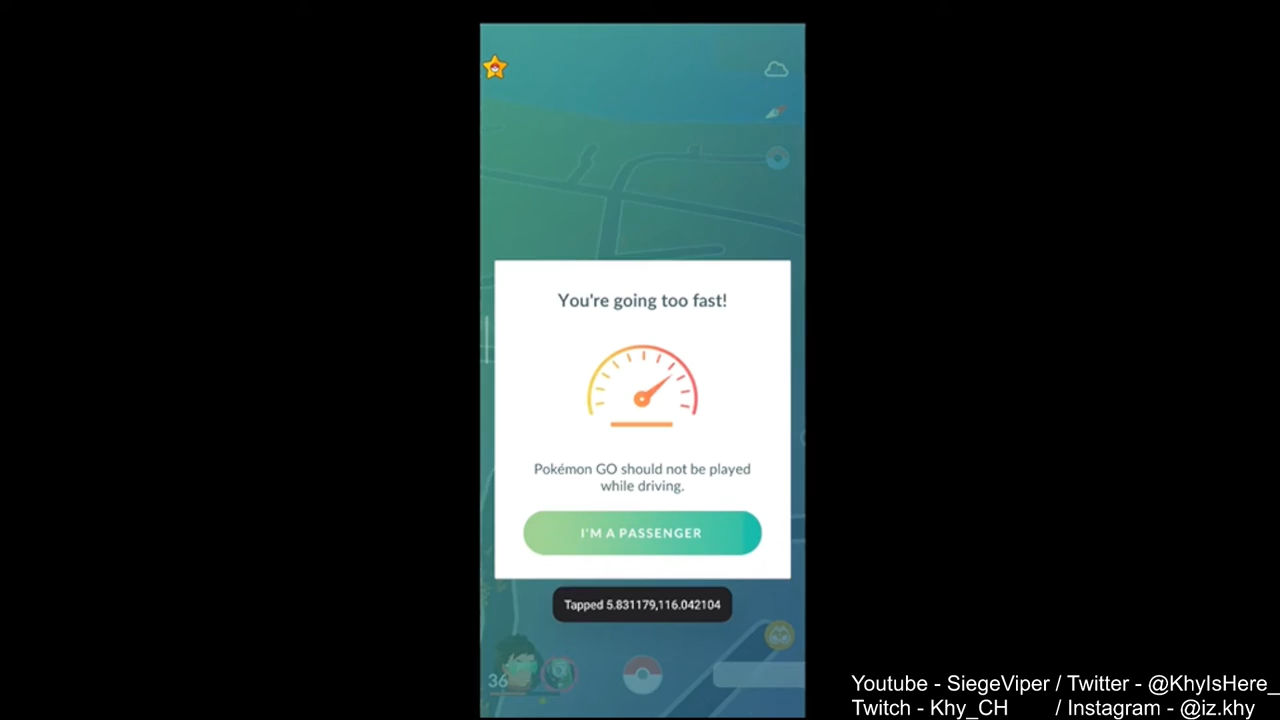 You're going too fast!
Pokémon GO should not be played
while driving.
I'M A PASSENGER
Tapped 5.831179,116.042104
36
Youtube - SiegeViper / Twitter - @KhyIsHere_
Twitch - Khy_CH / Instagram - @iz.khy